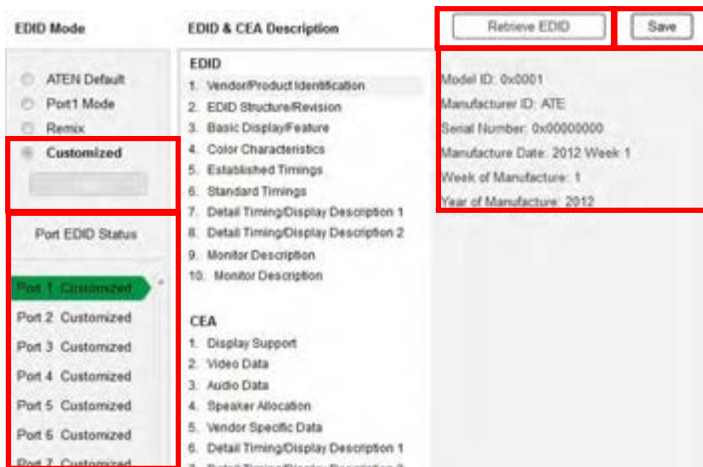 EDID Mode
ATEN Default
Port1 Mode
Remix
Customized
Port EDID Status
Port 1 Customized
Port 2 Customized
Port 3 Customized
Port 4 Customized
Port 5 Customized
Port 6 Customized
Port 7 Customized
EDID & CEA Description
EDID
1. Vendor/Product Identification
2. EDID Structure/Revision
3. Basic Display/Feature
4. Color Characteristics
5. Established Timings
6. Standard Timings
7. Detail Timing/Display Description 1
8. Detail Timing/Display Description 2
9. Monitor Description
10. Monitor Description
CEA
1. Display Support
2. Video Data
3. Audio Data
4. Speaker Allocation
5. Vendor Specific Data
6. Detail Timing/Display Description 1
Retrieve EDID
Save
Model ID: 0x0001
Manufacturer ID: ATE
Serial Number: 0x00000000
Manufacture Date: 2012 Week 1
Week of Manufacture: 1
Year of Manufacture: 2012